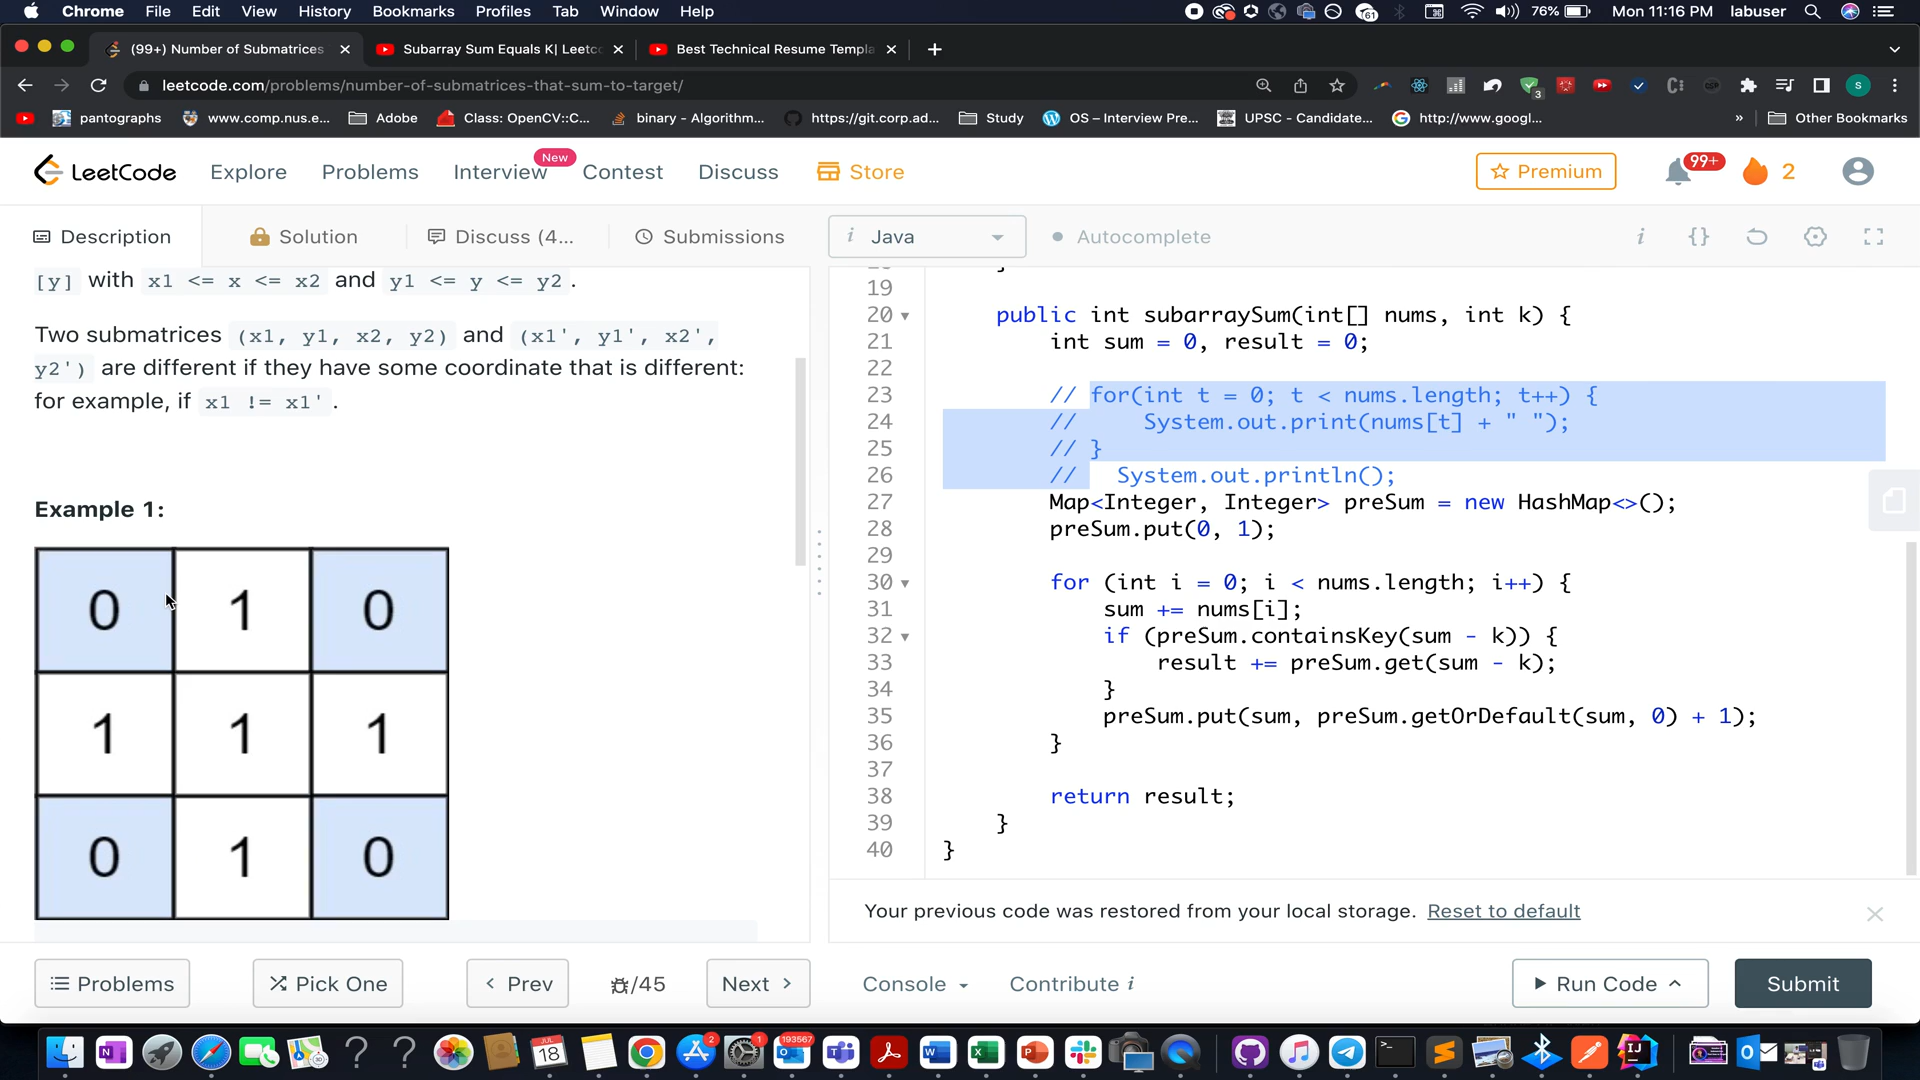 Chrome File Edit View History Bookmarks Profiles Tab Window Help 61 76% Mon 11:16 PM labuser
(99+) Number of Submatrices Subarray Sum Equals K| Leetc Best Technical Resume Templa
leetcode.com/problems/number-of-submatrices-that-sum-to-target/ 3 S
pantographs www.comp.nus.e... Adobe Class: OpenCV::C... binary - Algorithm... https://git.corp.ad... Study OS – Interview Pre... UPSC - Candidate... http://www.googl... » Other Bookmarks
LeetCode Explore Problems Interview New Contest Discuss Store Premium 99+ 2
Description Solution Discuss (4... Submissions i Java Autocomplete
[y] with x1 <= x <= x2 and y1 <= y <= y2 .
Two submatrices (x1, y1, x2, y2) and (x1', y1', x2',
y2') are different if they have some coordinate that is different:
for example, if x1 != x1' .
Example 1:
0 1 0
1 1 1
0 1 0
19
20 public int subarraySum(int[] nums, int k) {
21 int sum = 0, result = 0;
22
23 // for(int t = 0; t < nums.length; t++) {
24 // System.out.print(nums[t] + " ");
25 // }
26 // System.out.println();
27 Map<Integer, Integer> preSum = new HashMap<>();
28 preSum.put(0, 1);
29
30 for (int i = 0; i < nums.length; i++) {
31 sum += nums[i];
32 if (preSum.containsKey(sum - k)) {
33 result += preSum.get(sum - k);
34 }
35 preSum.put(sum, preSum.getOrDefault(sum, 0) + 1);
36 }
37
38 return result;
39 }
40 }
Your previous code was restored from your local storage. Reset to default
Problems Pick One Prev /45 Next Console Contribute i Run Code Submit
JUL 18 2 1 193567